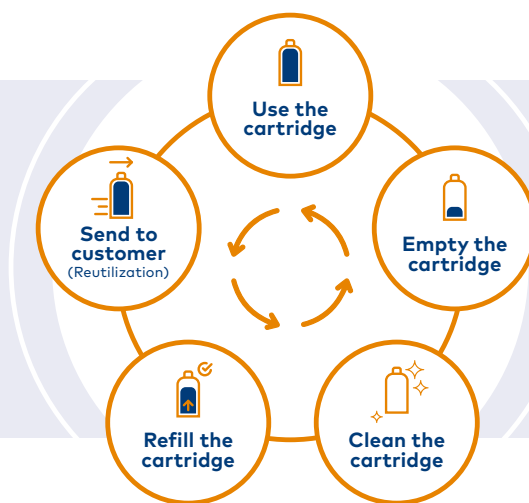 Use the
cartridge
Empty the
cartridge
Clean the
cartridge
Refill the
cartridge
Send to
customer
(Reutilization)